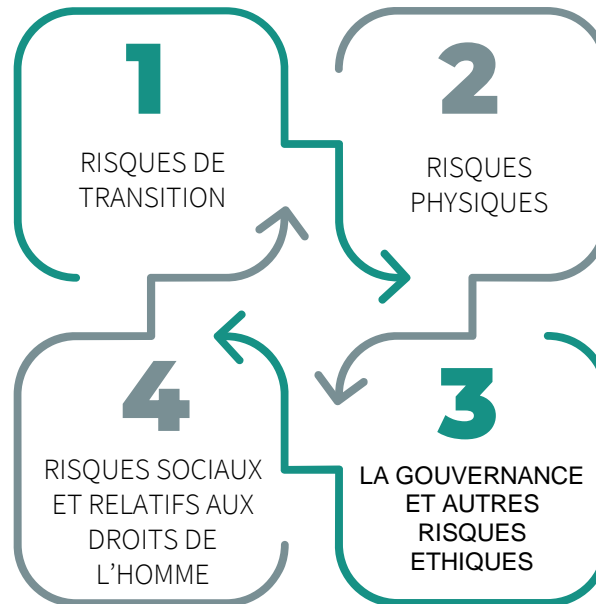 1
RISQUES DE
TRANSITION
2
RISQUES
PHYSIQUES
3
LA GOUVERNANCE
ET AUTRES
RISQUES
ETHIQUES
4
RISQUES SOCIAUX
ET RELATIFS AUX
DROITS DE
L’HOMME